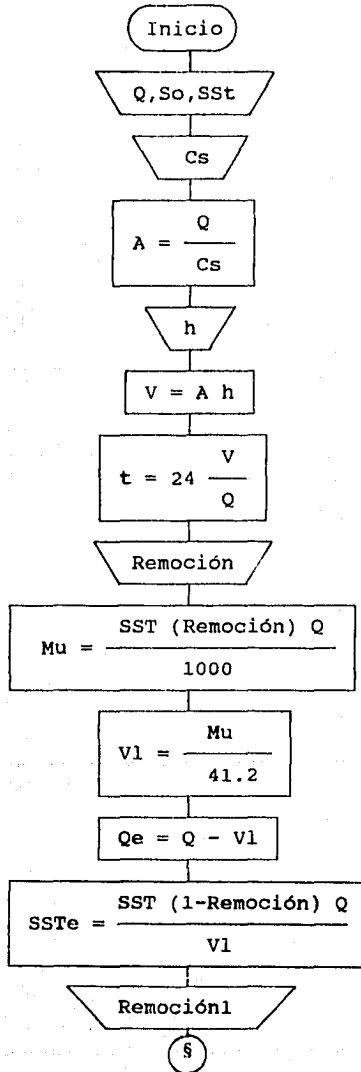 Inicio
Q,So,SSt
Cs
A = Q
Cs
h
V = A h
t = 24 V
Q
Remoción
Mu = SST (Remoción) Q
1000
Vl = Mu
41.2
Qe = Q - Vl
SSTe = SST (1-Remoción) Q
Vl
Remoción1
§